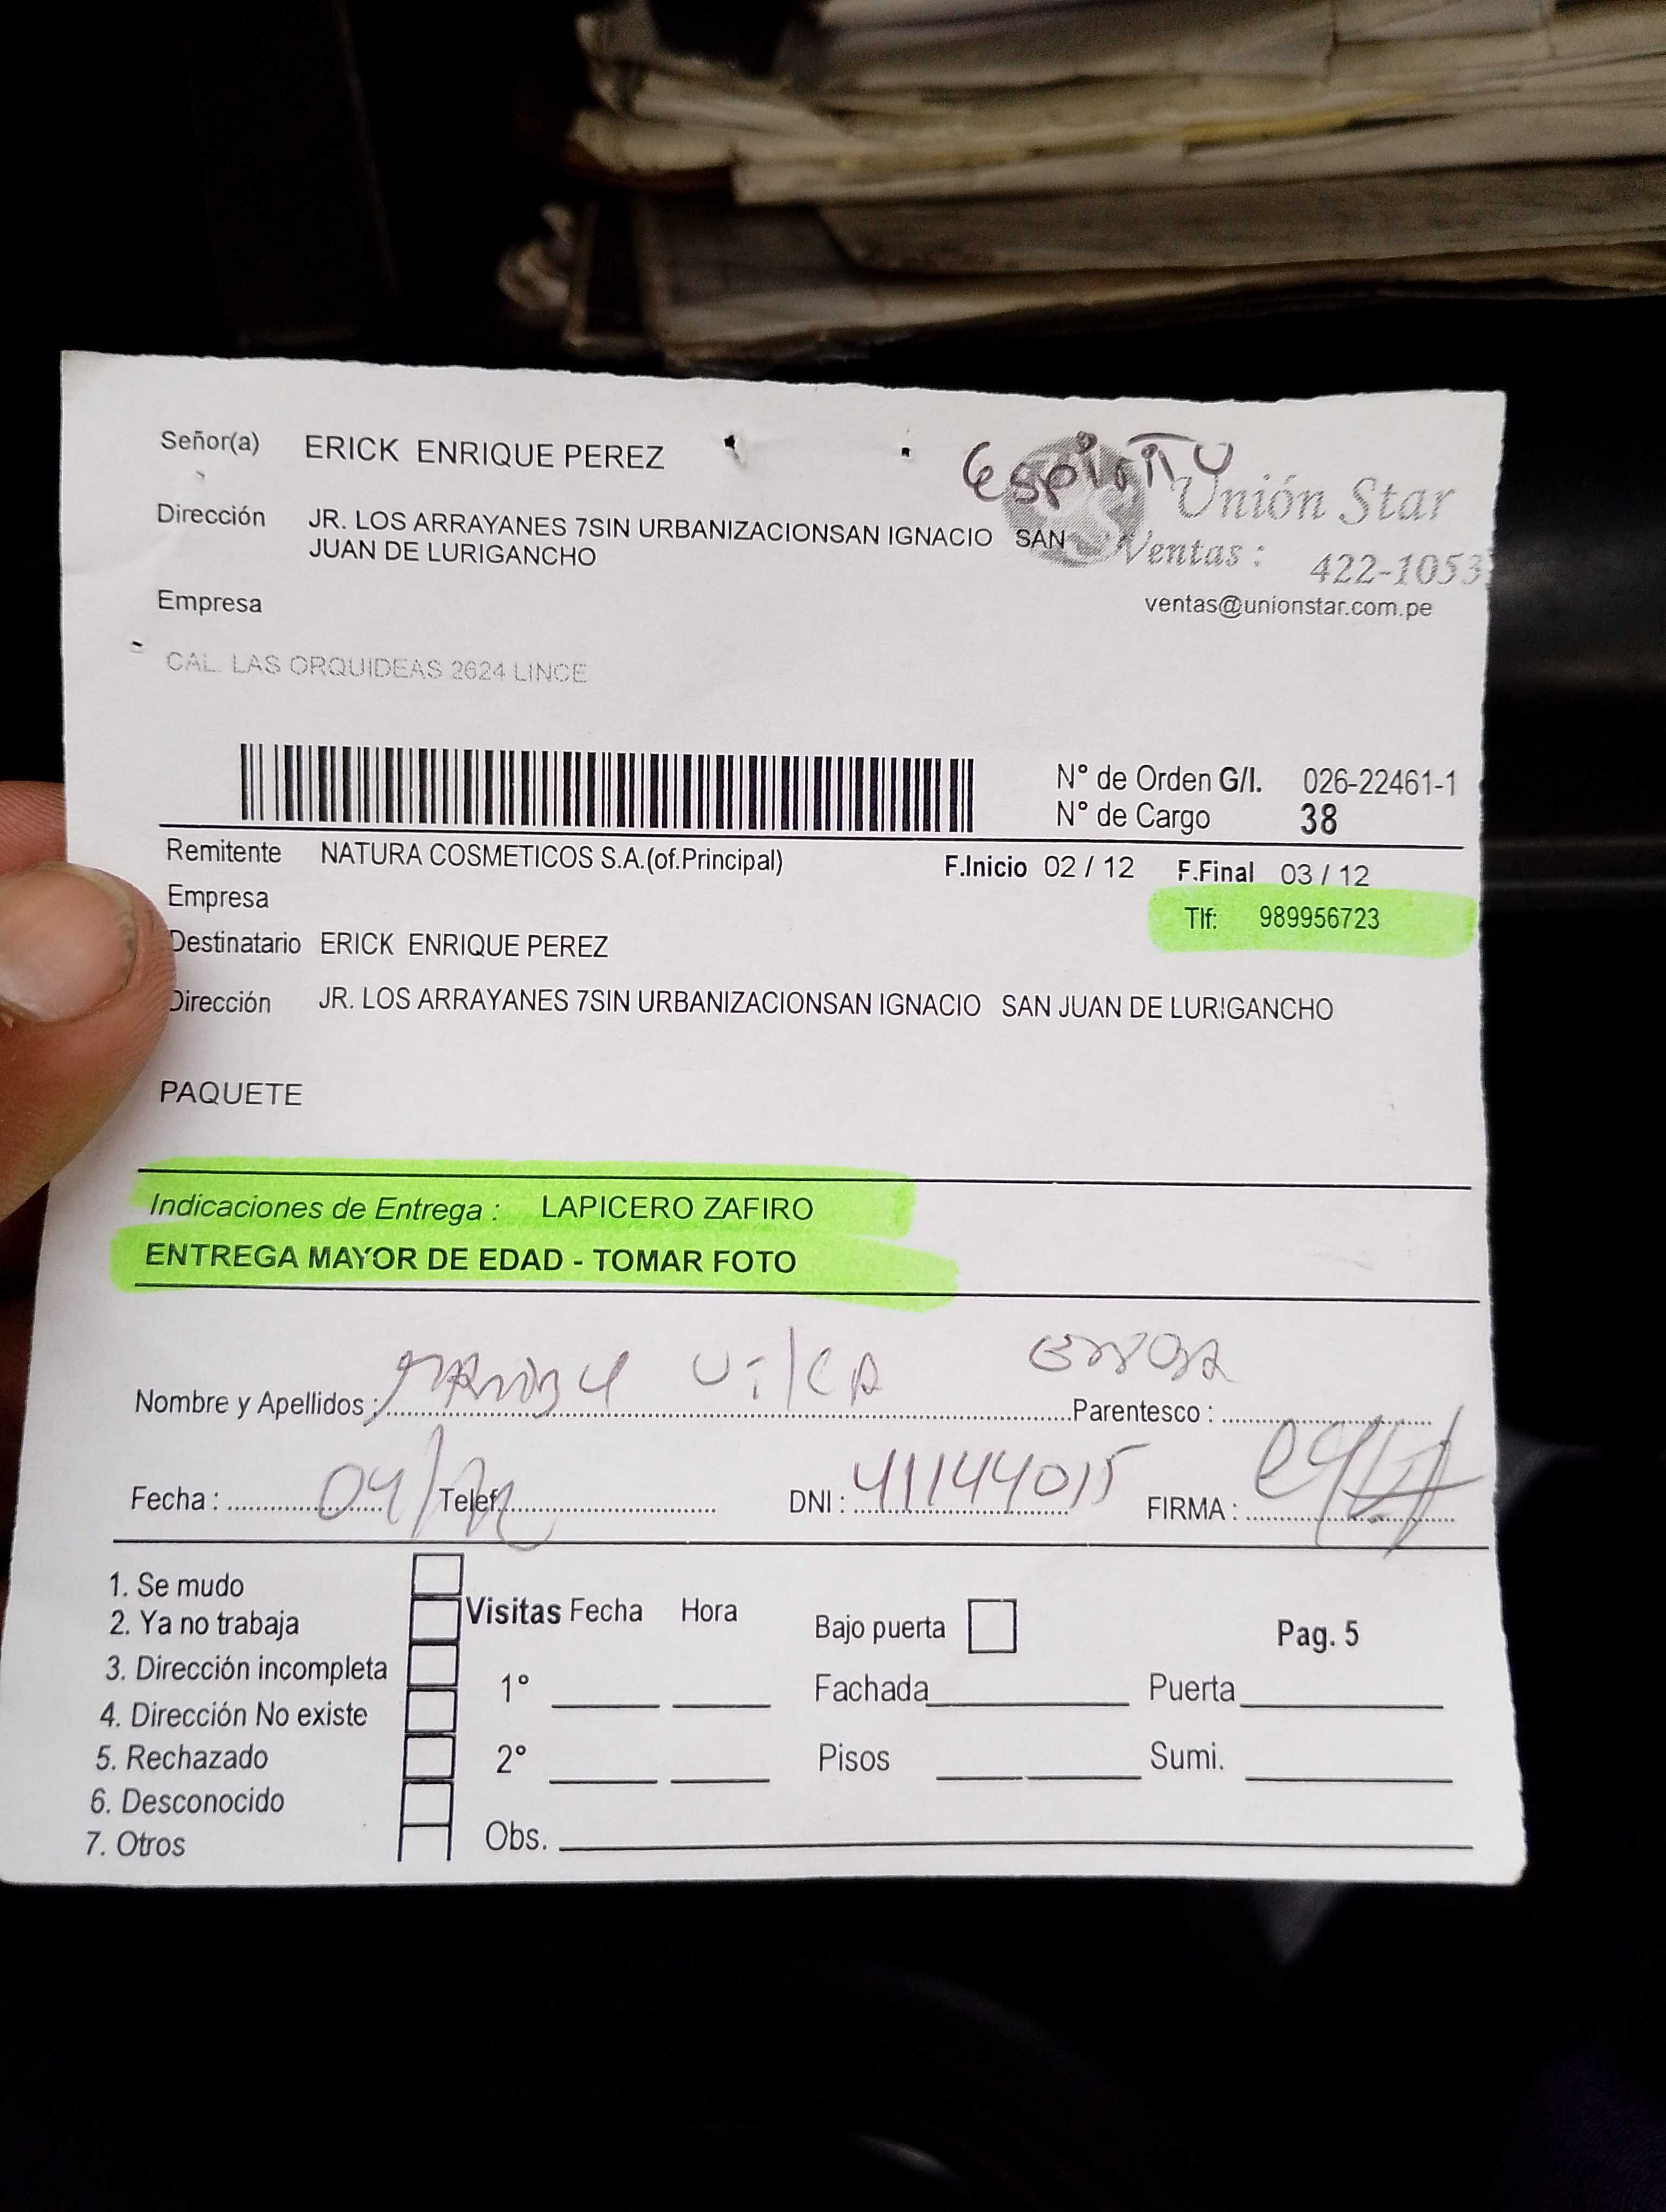 Señor(a) ERICK ENRIQUE PEREZ
Espiritu
Unión Star
Dirección JR. LOS ARRAYANES 7SIN URBANIZACIONSAN IGNACIO SAN
JUAN DE LURIGANCHO
Ventas : 422-1053
Empresa
ventas@unionstar.com.pe
CAL. LAS ORQUIDEAS 2624 LINCE
N° de Orden G/I. 026-22461-1
N° de Cargo 38
Remitente NATURA COSMETICOS S.A.(of.Principal) F.Inicio 02 / 12 F.Final 03 / 12
Empresa
Tlf: 989956723
Destinatario ERICK ENRIQUE PEREZ
Dirección JR. LOS ARRAYANES 7SIN URBANIZACIONSAN IGNACIO SAN JUAN DE LURIGANCHO
PAQUETE
Indicaciones de Entrega : LAPICERO ZAFIRO
ENTREGA MAYOR DE EDAD - TOMAR FOTO
Nombre y Apellidos : Vilca Parentesco :
Fecha : 04/12 Telef. DNI : 41144015 FIRMA :
1. Se mudo
2. Ya no trabaja
3. Dirección incompleta
4. Dirección No existe
5. Rechazado
6. Desconocido
7. Otros
Visitas Fecha Hora
1°
2°
Obs.
Bajo puerta
Pag. 5
Fachada Puerta
Pisos Sumi.